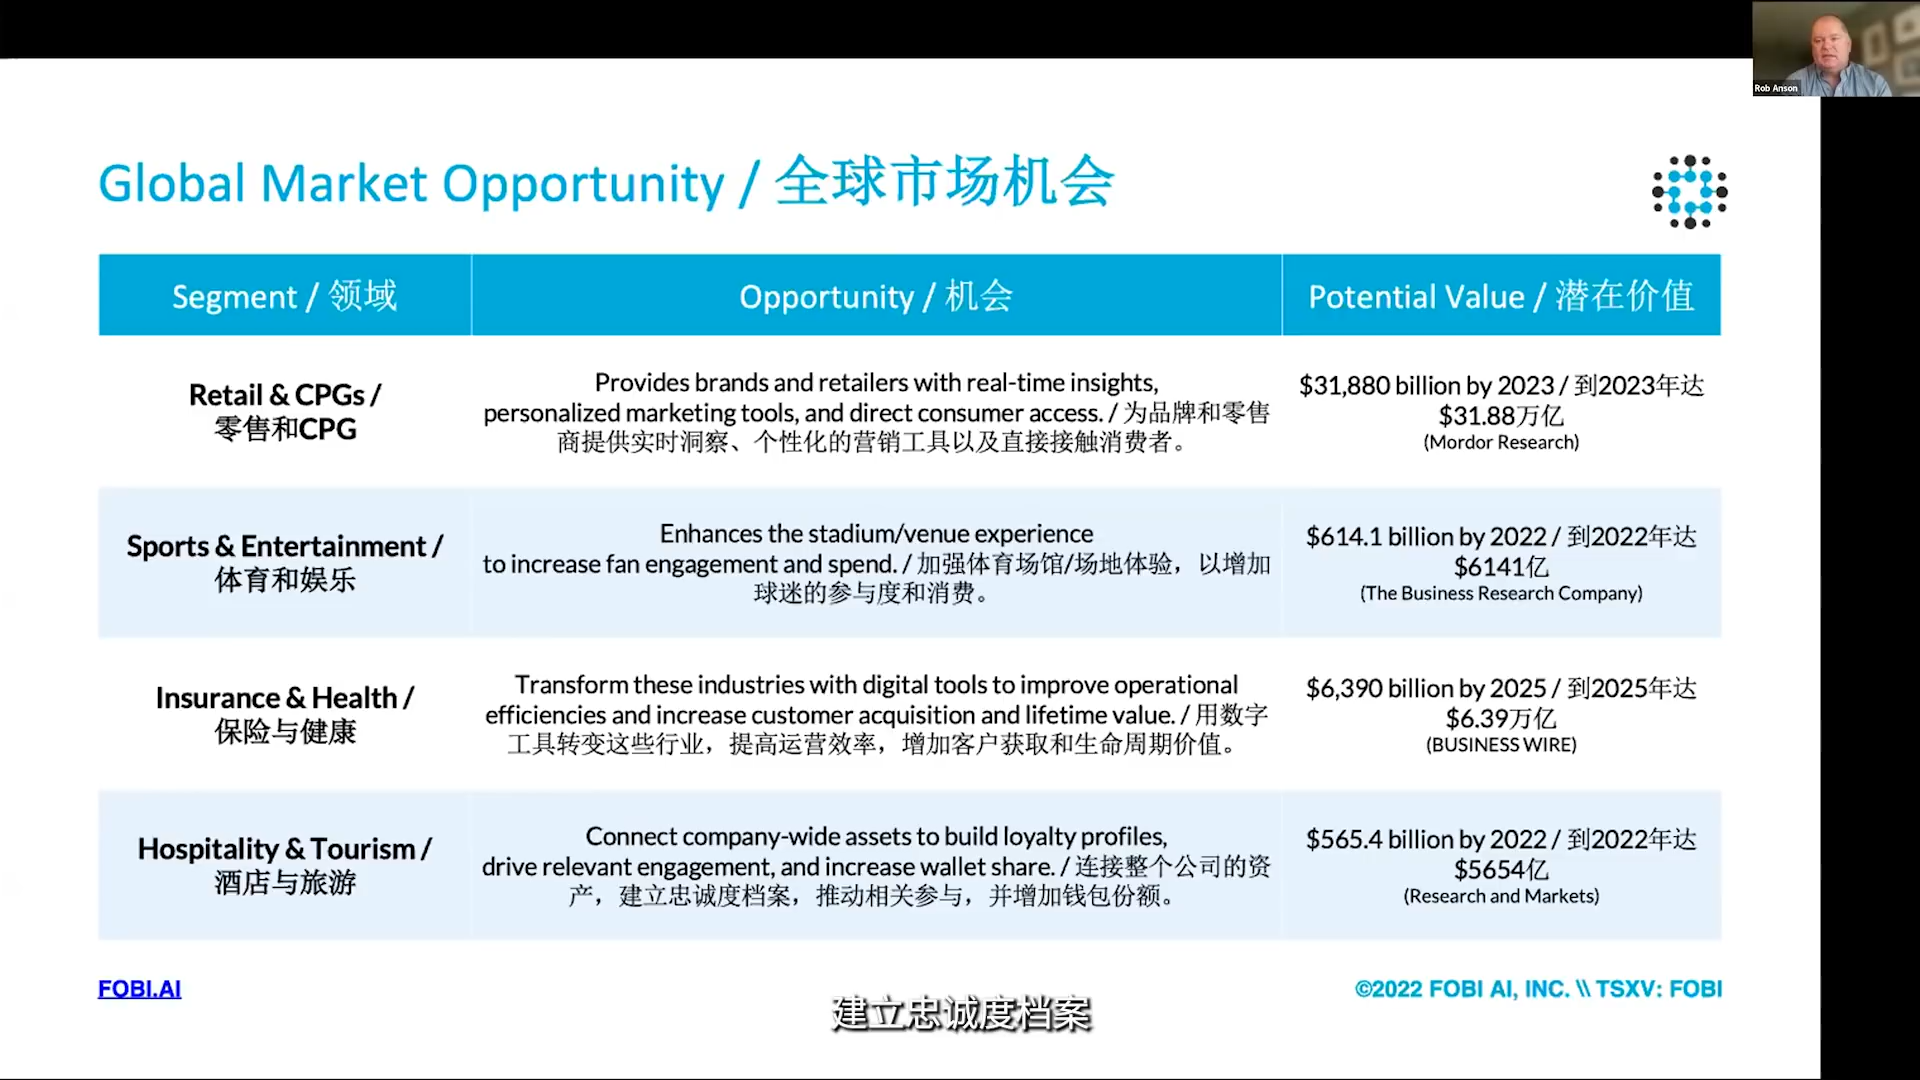 Rob Anson
Global Market Opportunity / 全球市场机会
Segment / 领域
Opportunity / 机会
Potential Value / 潜在价值
Retail & CPGs /
零售和CPG
Provides brands and retailers with real-time insights,
personalized marketing tools, and direct consumer access. / 为品牌和零售
商提供实时洞察、个性化的营销工具以及直接接触消费者。
$31,880 billion by 2023 / 到2023年达
$31.88万亿
(Mordor Research)
Sports & Entertainment /
体育和娱乐
Enhances the stadium/venue experience
to increase fan engagement and spend. / 加强体育场馆/场地体验，以增加
球迷的参与度和消费。
$614.1 billion by 2022 / 到2022年达
$6141亿
(The Business Research Company)
Insurance & Health /
保险与健康
Transform these industries with digital tools to improve operational
efficiencies and increase customer acquisition and lifetime value. / 用数字
工具转变这些行业，提高运营效率，增加客户获取和生命周期价值。
$6,390 billion by 2025 / 到2025年达
$6.39万亿
(BUSINESS WIRE)
Hospitality & Tourism /
酒店与旅游
Connect company-wide assets to build loyalty profiles,
drive relevant engagement, and increase wallet share. / 连接整个公司的资
产，建立忠诚度档案，推动相关参与，并增加钱包份额。
$565.4 billion by 2022 / 到2022年达
$5654亿
(Research and Markets)
FOBI.AI
©2022 FOBI AI, INC. \\ TSXV: FOBI
建立忠诚度档案